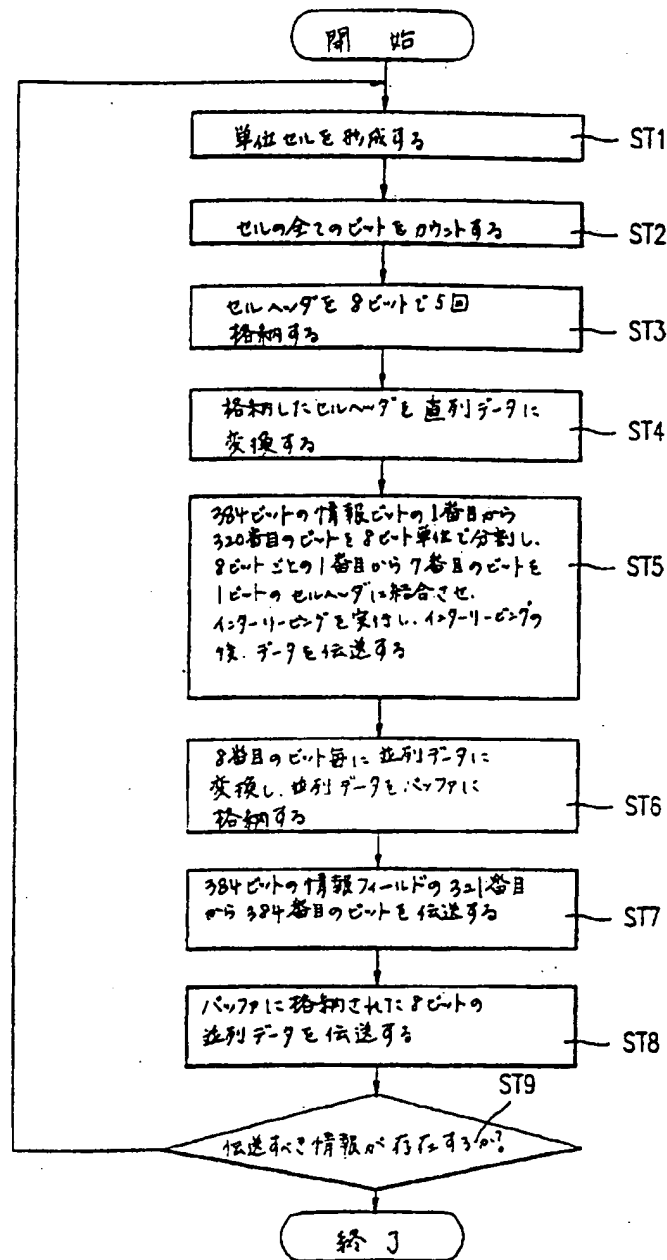 開 始
単位セルを形成する
ST1
セルの全てのビットをカウントする
ST2
セルヘッダを8ビットで5回
格納する
ST3
格納したセルヘッダを直列データに
変換する
ST4
384ビットの情報ビットの1番目から
320番目のビットを8ビット単位で分割し、
8ビットごとの1番目から7番目のビットを
1ビットのセルヘッダに結合させ、
インターリービングを実行し、インターリービングの
後、データを伝送する
ST5
8番目のビット毎に並列データに
変換し、並列データをバッファに
格納する
ST6
384ビットの情報フィールドの321番目
から384番目のビットを伝送する
ST7
バッファに格納された8ビットの
並列データを伝送する
ST8
ST9
伝送すべき情報が存在するか?
終 了